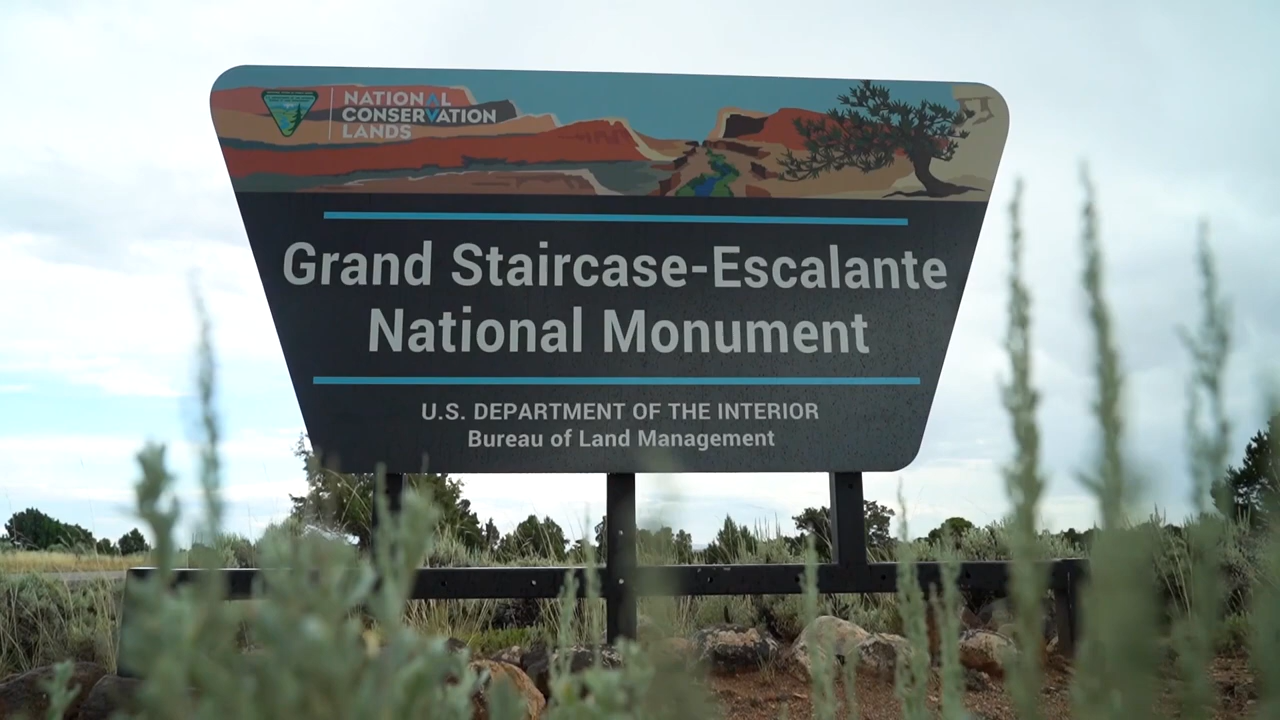 NATIONAL
CONSERVATION
LANDS
Grand Staircase-Escalante
National Monument
U.S. DEPARTMENT OF THE INTERIOR
Bureau of Land Management